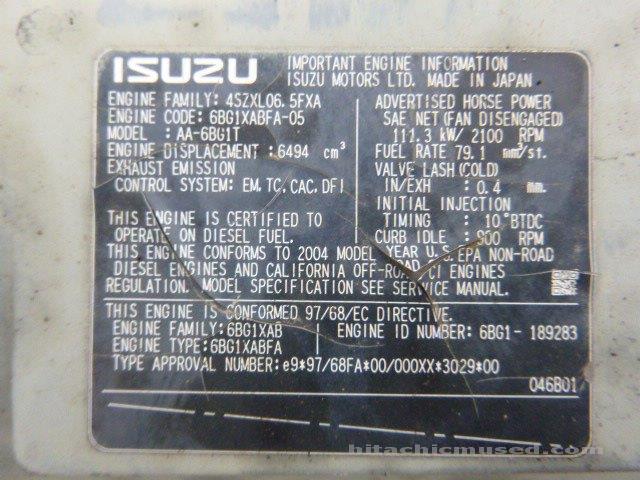 ISUZU
IMPORTANT ENGINE INFORMATION
ISUZU MOTORS LTD. MADE IN JAPAN
ENGINE FAMILY: 4SZXL06.5FXA
ENGINE CODE: 6BG1XABFA-05
MODEL : AA-6BG1T
ENGINE DISPLACEMENT: 6494 cm³
EXHAUST EMISSION
CONTROL SYSTEM: EM, TC, CAC, DFI
ADVERTISED HORSE POWER
SAE NET (FAN DISENGAGED)
111.3 kW/ 2100 RPM
FUEL RATE 79.1 mm³/st.
VALVE LASH(COLD)
IN/EXH : 0.4 mm.
INITIAL INJECTION
TIMING : 10°BTDC
CURB IDLE : 900 RPM
THIS ENGINE IS CERTIFIED TO
OPERATE ON DIESEL FUEL.
THIS ENGINE CONFORMS TO 2004 MODEL YEAR U.S. EPA NON-ROAD
DIESEL ENGINES AND CALIFORNIA OFF-ROAD CI ENGINES
REGULATION. MODEL SPECIFICATION SEE SERVICE MANUAL.
THIS ENGINE IS CONFORMED 97/68/EC DIRECTIVE.
ENGINE FAMILY:6BG1XAB
ENGINE ID NUMBER: 6BG1- 189283
ENGINE TYPE:6BG1XABFA
TYPE APPROVAL NUMBER:e9*97/68FA*00/000XX*3029*00
046B01
hitachicmused.com